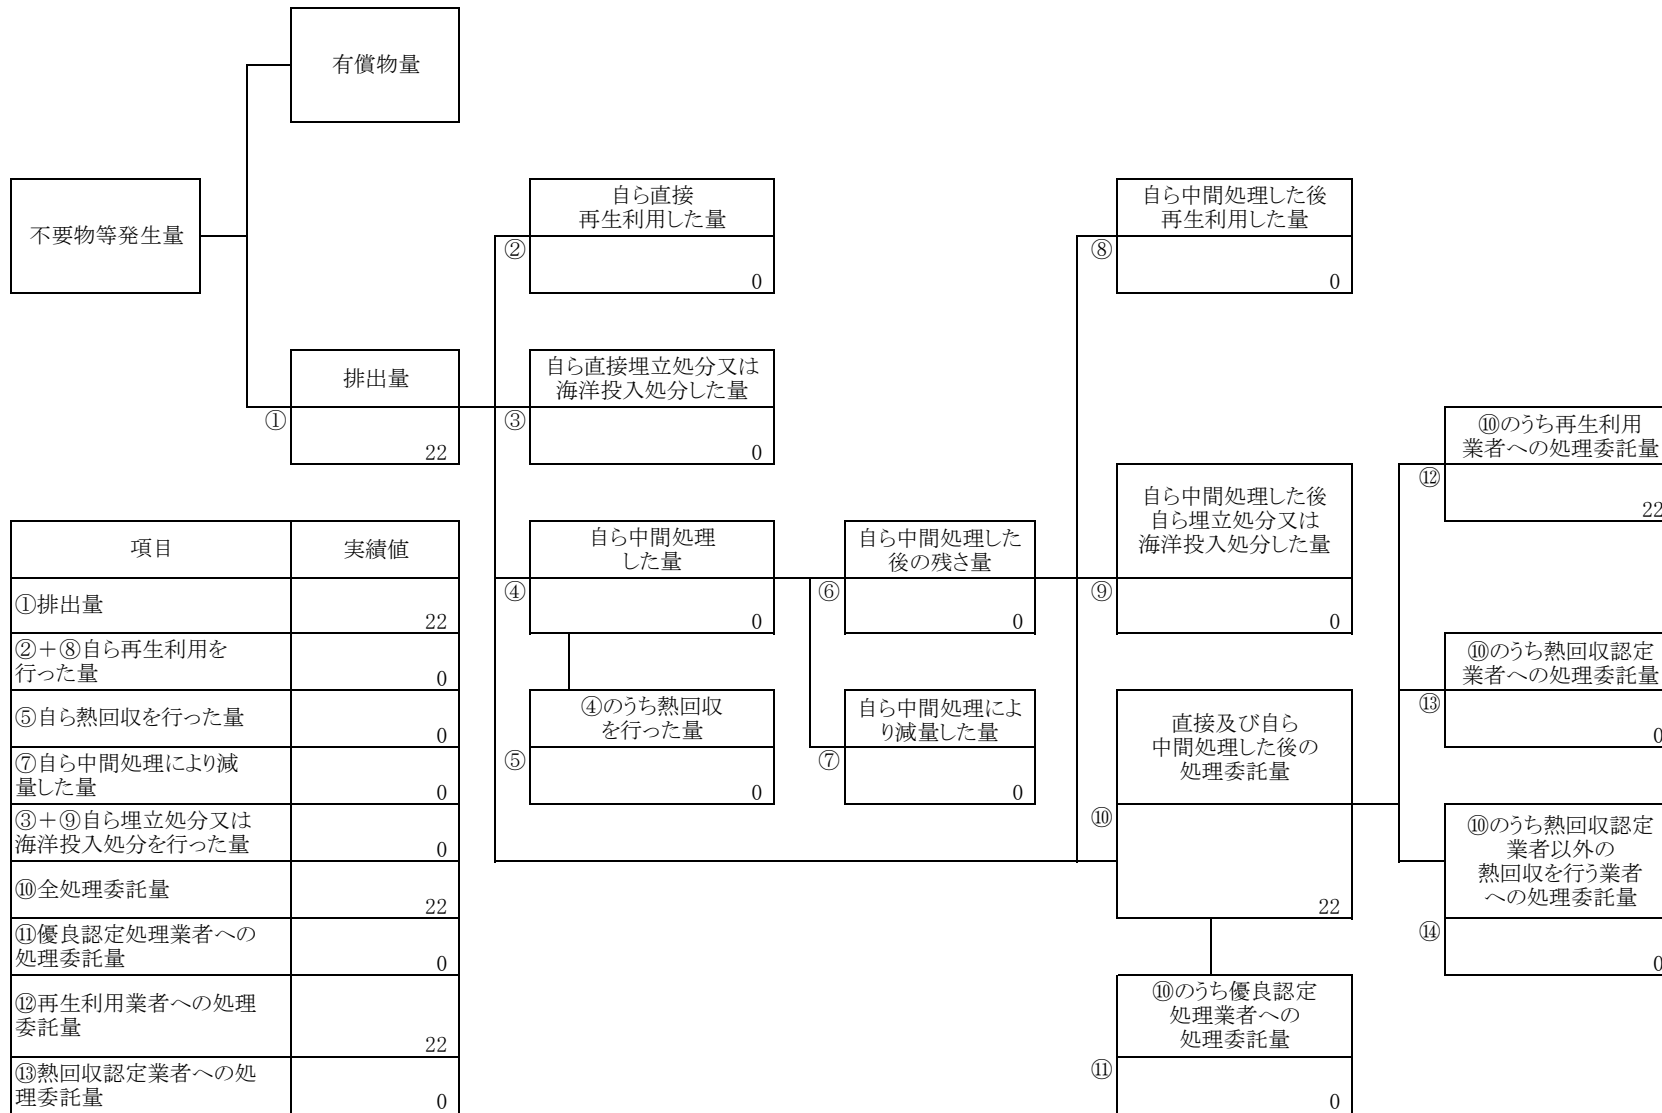 有償物量
不要物等発生量
排出量
①
22
自ら直接
再生利用した量
②
0
自ら直接埋立処分又は
海洋投入処分した量
③
0
自ら中間処理
した量
④
0
④のうち熱回収
を行った量
⑤
0
自ら中間処理した
後の残さ量
⑥
0
自ら中間処理によ
り減量した量
⑦
0
自ら中間処理した後
再生利用した量
⑧
0
自ら中間処理した後
自ら埋立処分又は
海洋投入処分した量
⑨
0
直接及び自ら
中間処理した後の
処理委託量
⑩
22
⑩のうち優良認定
処理業者への
処理委託量
⑪
0
⑩のうち再生利用
業者への処理委託量
⑫
22
⑩のうち熱回収認定
業者への処理委託量
⑬
0
⑩のうち熱回収認定
業者以外の
熱回収を行う業者
への処理委託量
⑭
0
項目 実績値
①排出量
22
②+⑧自ら再生利用を
行った量
0
⑤自ら熱回収を行った量
0
⑦自ら中間処理により減
量した量
0
③+⑨自ら埋立処分又は
海洋投入処分を行った量
0
⑩全処理委託量
22
⑪優良認定処理業者への
処理委託量
0
⑫再生利用業者への処理
委託量
22
⑬熱回収認定業者への処
理委託量
0